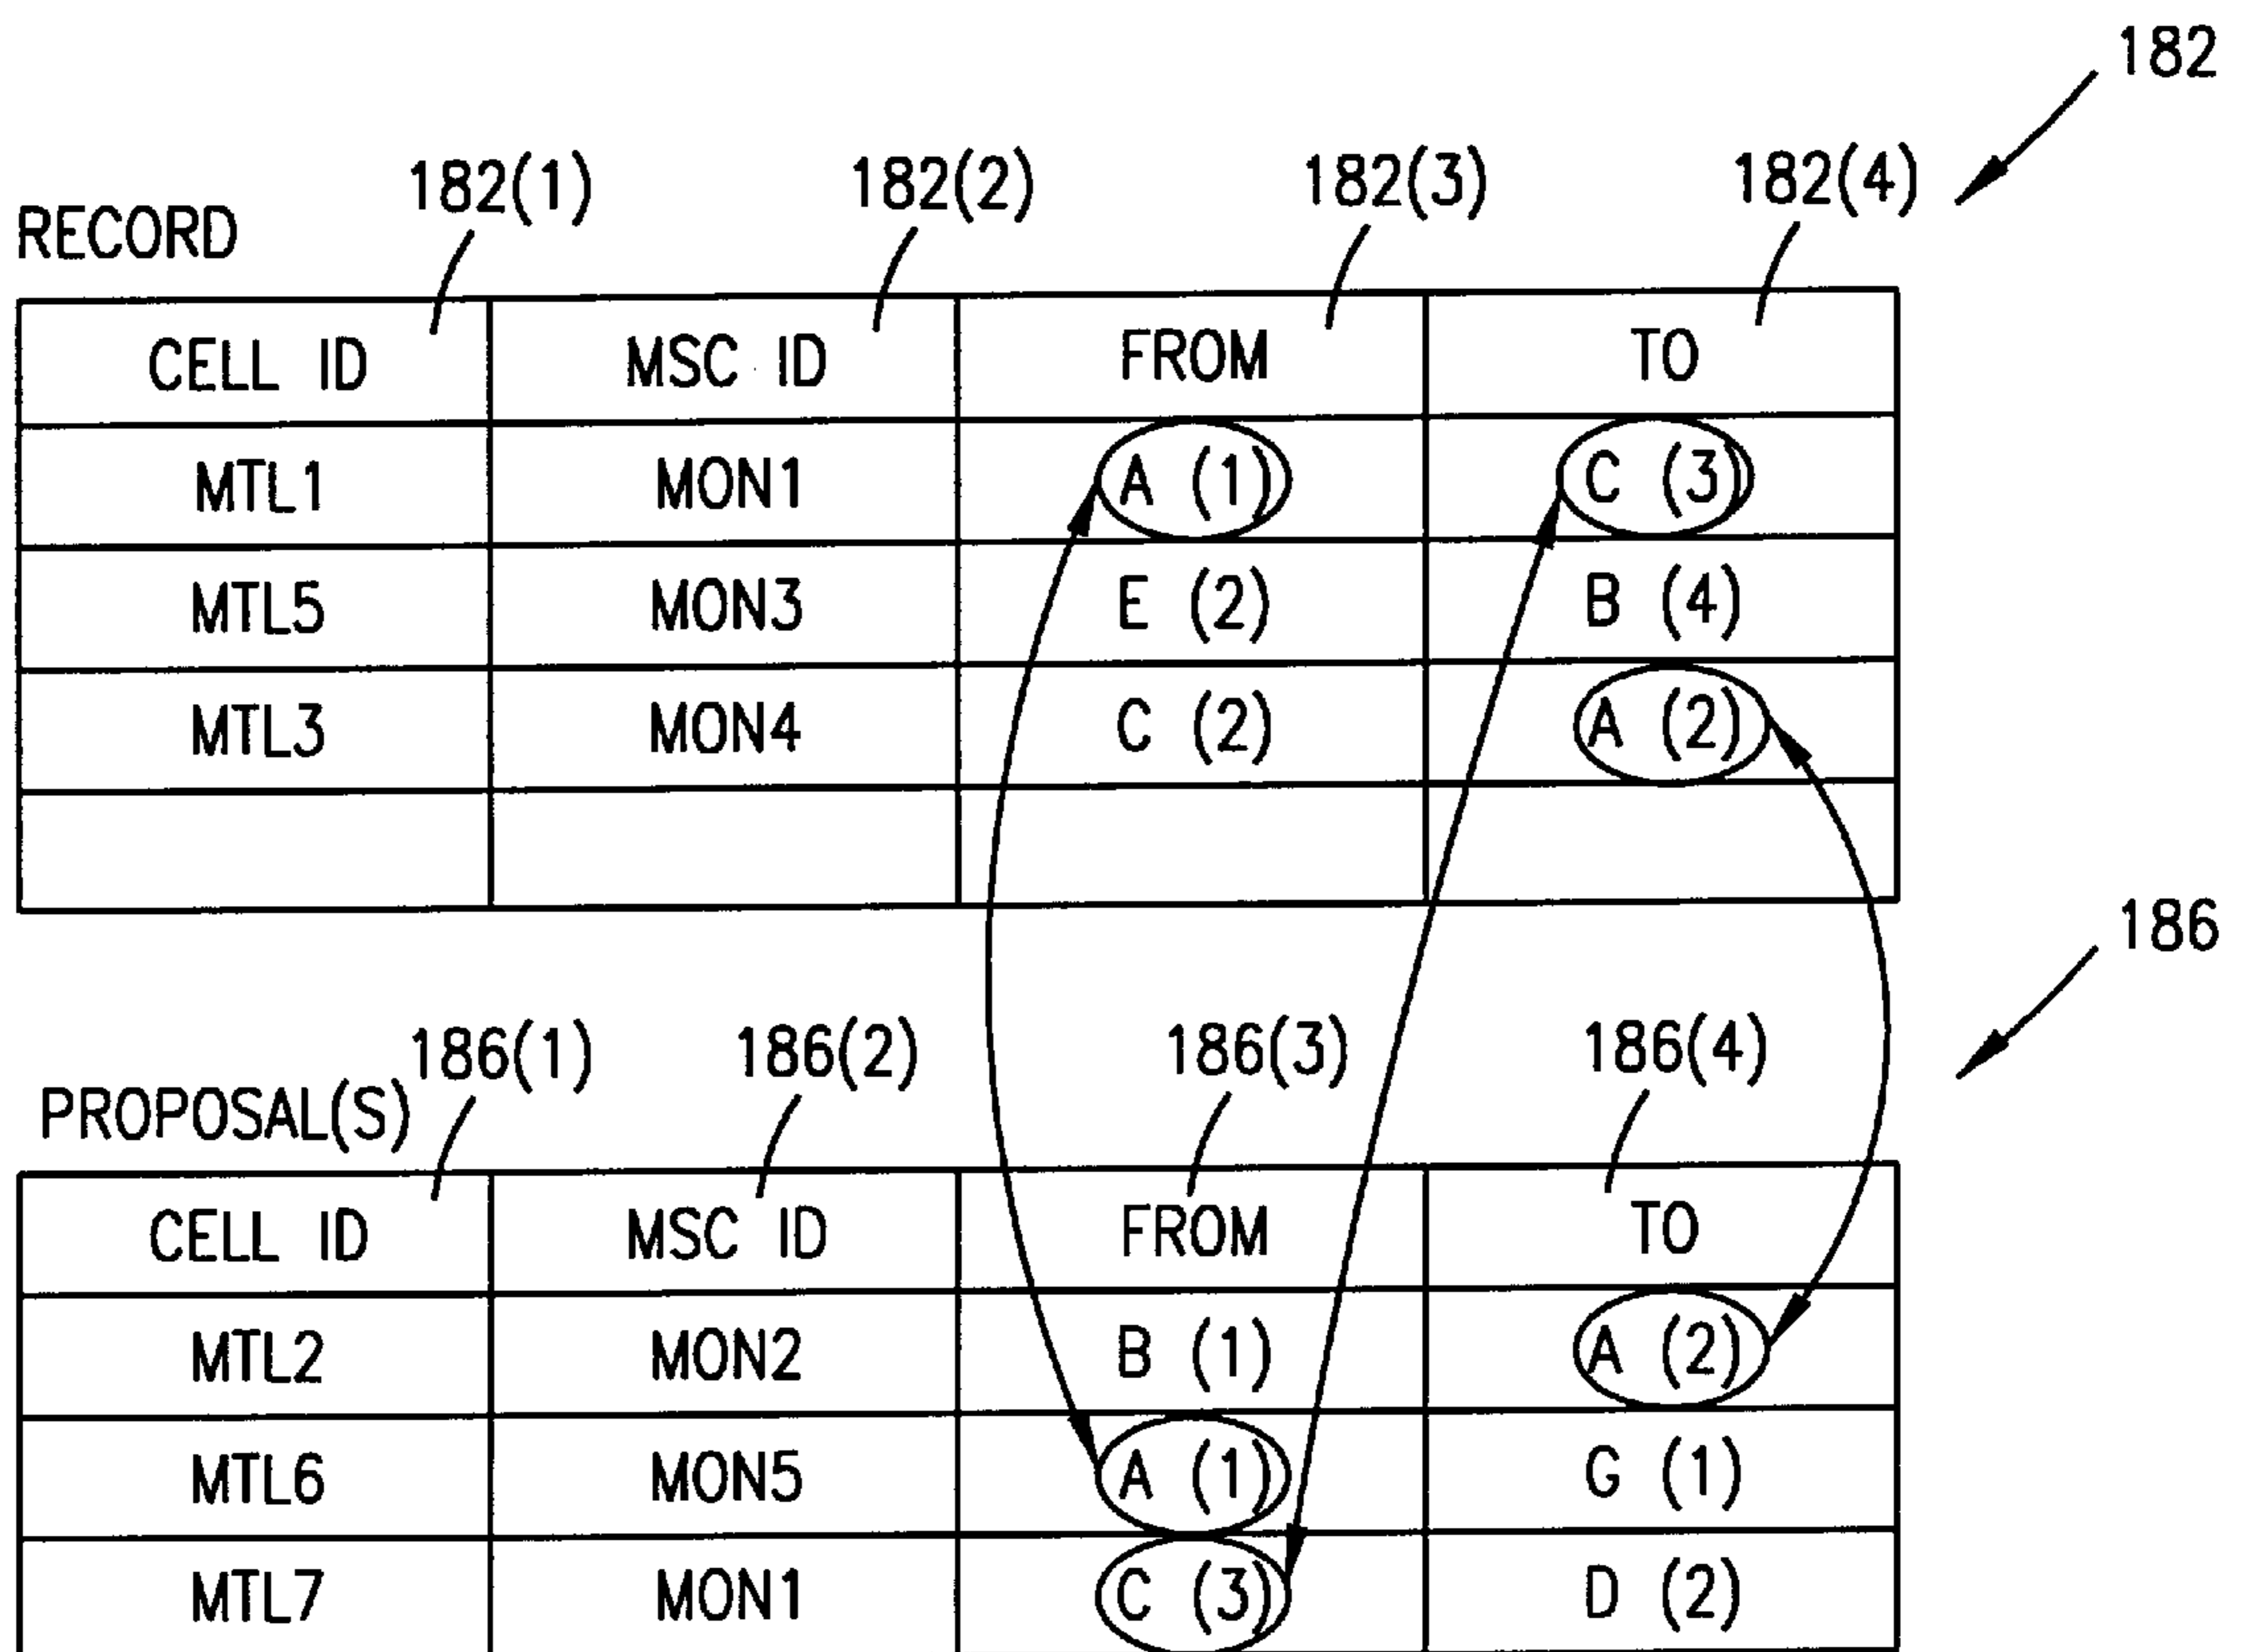 182
182(1) 182(2) 182(3) 182(4)
RECORD
CELL ID MSC ID FROM TO
MTL1 MON1 A (1) C (3)
MTL5 MON3 E (2) B (4)
MTL3 MON4 C (2) A (2)
186
186(1) 186(2) 186(3) 186(4)
PROPOSAL(S)
CELL ID MSC ID FROM TO
MTL2 MON2 B (1) A (2)
MTL6 MON5 A (1) G (1)
MTL7 MON1 C (3) D (2)